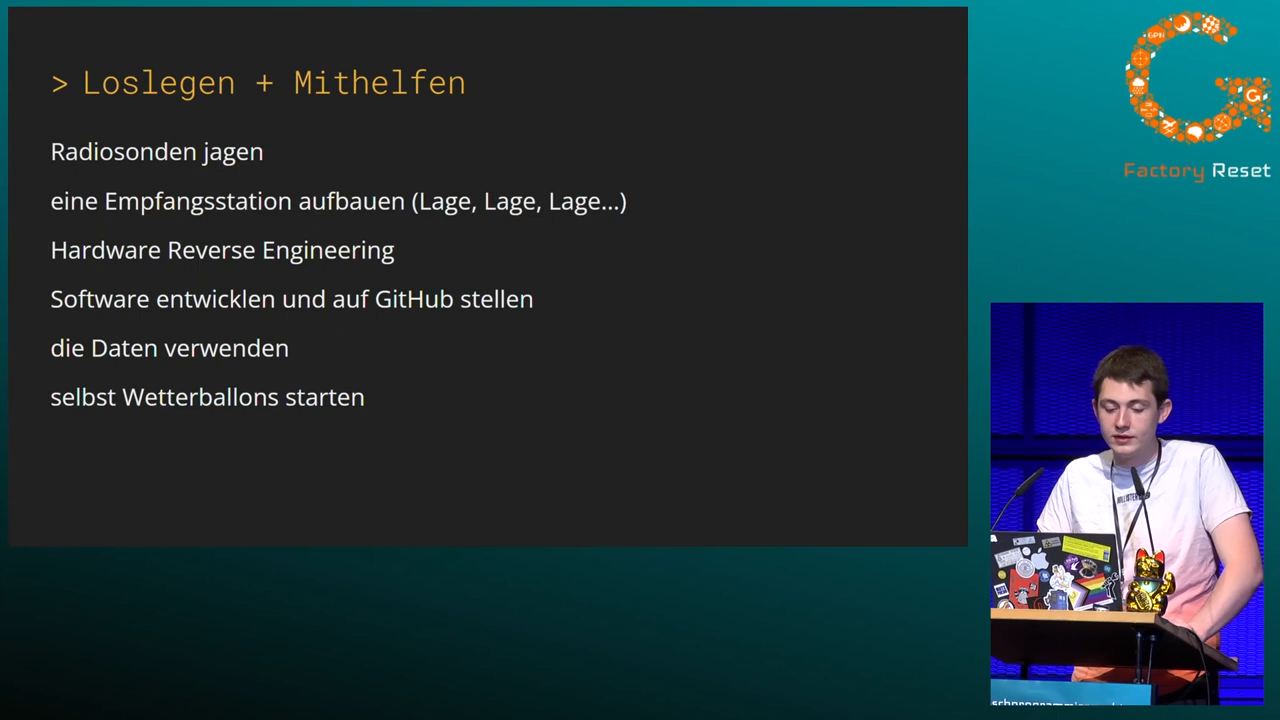 > Loslegen + Mithelfen
Radiosonden jagen
eine Empfangsstation aufbauen (Lage, Lage, Lage...)
Hardware Reverse Engineering
Software entwicklen und auf GitHub stellen
die Daten verwenden
selbst Wetterballons starten
GPN
Factory Reset